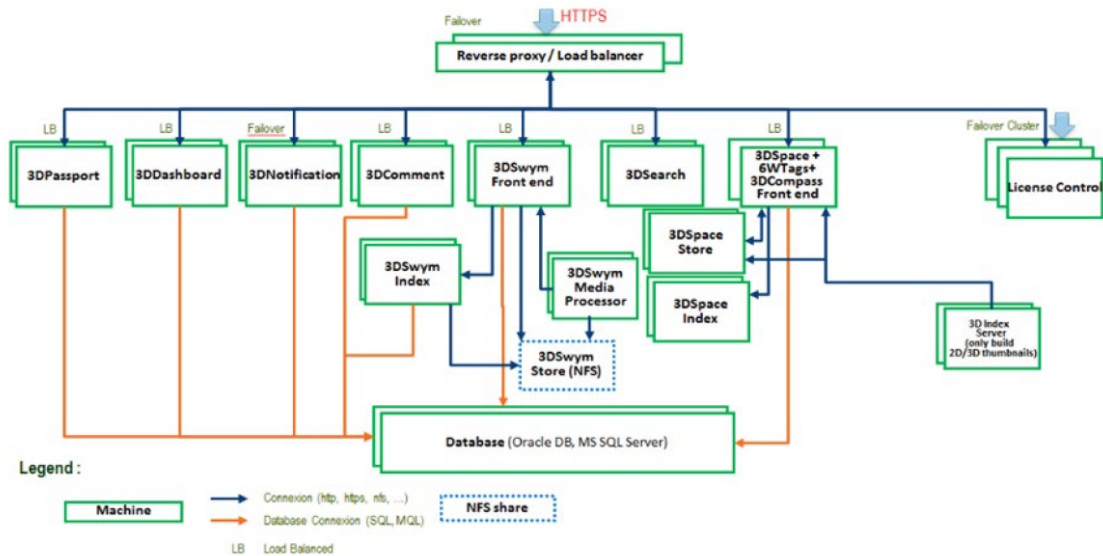 Failover
HTTPS
Reverse proxy / Load balancer
LB
LB
Failover
LB
LB
LB
LB
Failover Cluster
3DPassport
3DDashboard
3DNotification
3DComment
3DSwym
Front end
3DSearch
3DSpace +
6WTags+
3DCompass
Front end
License Control
3DSwym
Index
3DSwym
Media
Processor
3DSpace
Store
3DSpace
Index
3D Index
Server
(only build
2D/3D thumbnails)
3DSwym
Store (NFS)
Database (Oracle DB, MS SQL Server)
Legend :
Machine
Connexion (http, https, nfs, ...)
Database Connexion (SQL, MQL)
NFS share
LB Load Balanced